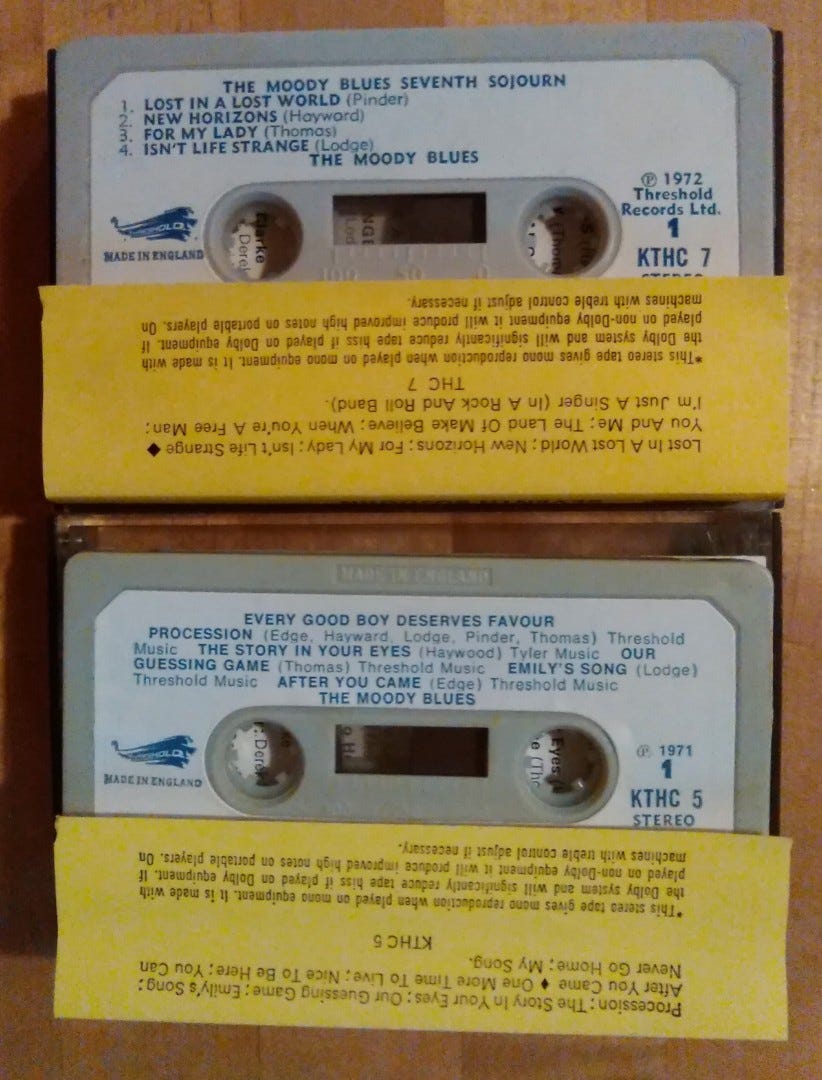 THE MOODY BLUES SEVENTH SOJOURN
1. LOST IN A LOST WORLD (Pinder)
2. NEW HORIZONS (Hayward)
3. FOR MY LADY (Thomas)
4. ISN'T LIFE STRANGE (Lodge)
THE MOODY BLUES
℗ 1972
Threshold
Records Ltd.
1
KTHC 7
STEREO
THRESHOLD
MADE IN ENGLAND
100 50 0
Lost In A Lost World; New Horizons; For My Lady; Isn't Life Strange ♦
You And Me; The Land Of Make Believe; When You're A Free Man;
I'm Just A Singer (In A Rock And Roll Band).
THC 7
*This stereo tape gives mono reproduction when played on mono equipment. It is made with
the Dolby system and will significantly reduce tape hiss if played on Dolby equipment. If
played on non-Dolby equipment it will produce improved high notes on portable players. On
machines with treble control adjust if necessary.
MADE IN ENGLAND
EVERY GOOD BOY DESERVES FAVOUR
PROCESSION (Edge, Hayward, Lodge, Pinder, Thomas) Threshold
Music THE STORY IN YOUR EYES (Haywood) Tyler Music OUR
GUESSING GAME (Thomas) Threshold Music EMILY'S SONG (Lodge)
Threshold Music AFTER YOU CAME (Edge) Threshold Music
THE MOODY BLUES
THRESHOLD
MADE IN ENGLAND
℗ 1971
1
KTHC 5
STEREO
Procession; The Story In Your Eyes; Our Guessing Game; Emily's Song;
After You Came ♦ One More Time To Live; Nice To Be Here; You Can
Never Go Home; My Song.
KTHC 5
*This stereo tape gives mono reproduction when played on mono equipment. It is made with
the Dolby system and will significantly reduce tape hiss if played on Dolby equipment. If
played on non-Dolby equipment it will produce improved high notes on portable players. On
machines with treble control adjust if necessary.